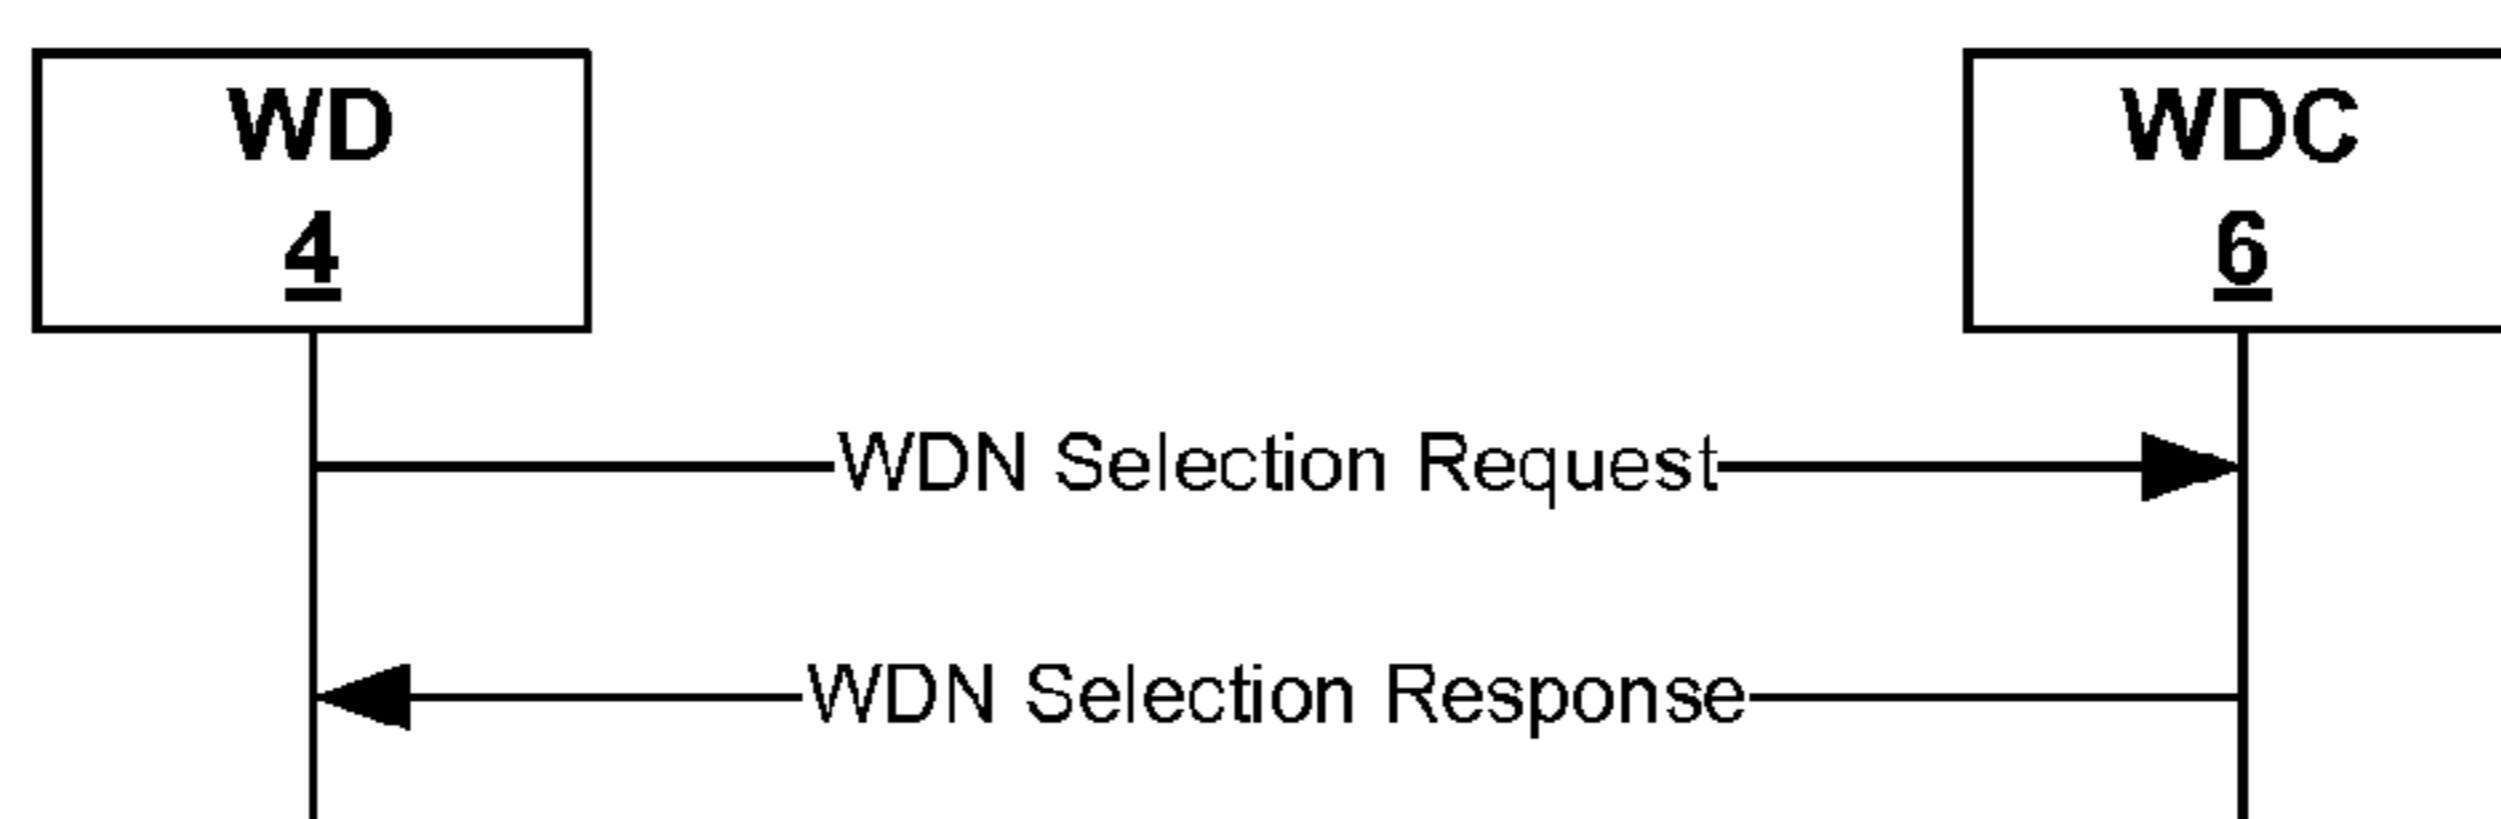 WD
4
WDC
6
WDN Selection Request
WDN Selection Response